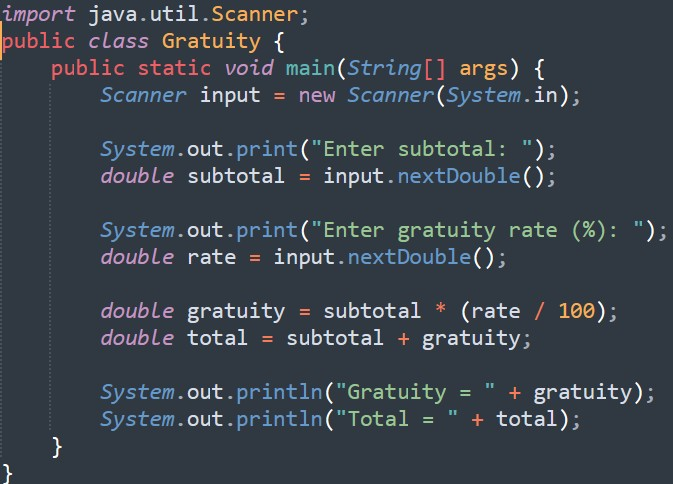 import java.util.Scanner;
public class Gratuity {
    public static void main(String[] args) {
        Scanner input = new Scanner(System.in);

        System.out.print("Enter subtotal: ");
        double subtotal = input.nextDouble();

        System.out.print("Enter gratuity rate (%): ");
        double rate = input.nextDouble();

        double gratuity = subtotal * (rate / 100);
        double total = subtotal + gratuity;

        System.out.println("Gratuity = " + gratuity);
        System.out.println("Total = " + total);
    }
}